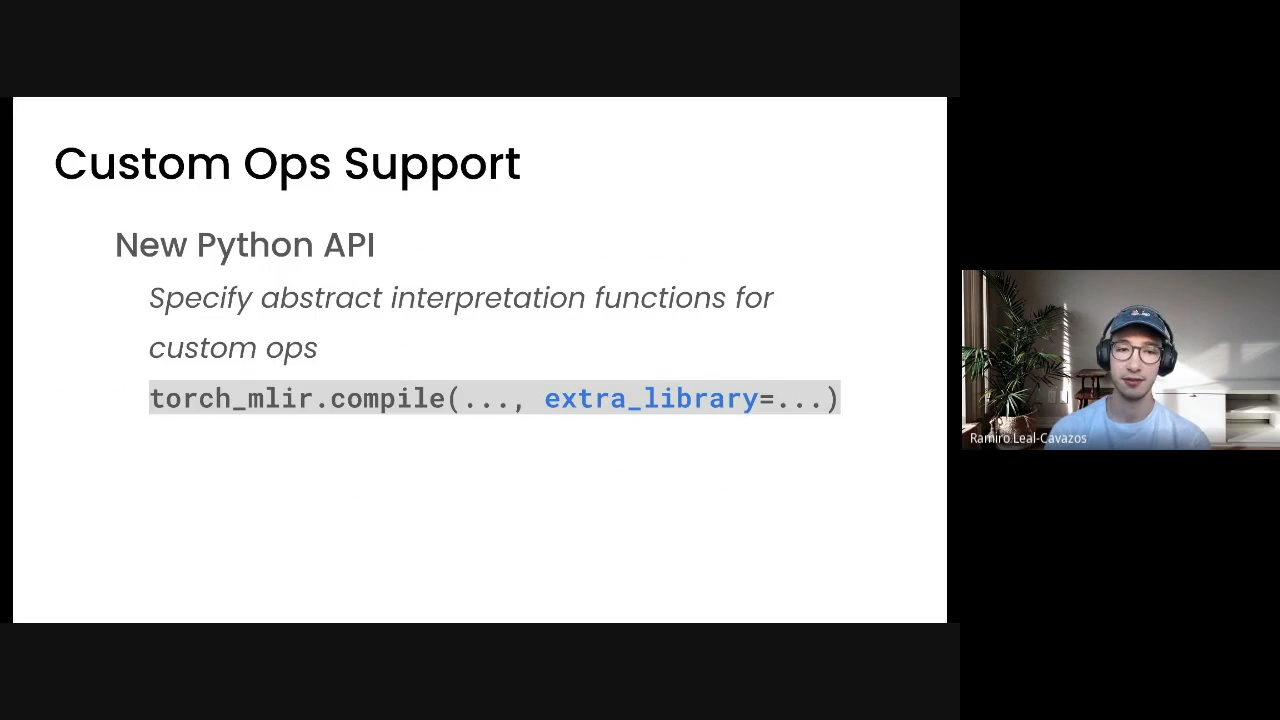 Custom Ops Support
New Python API
Specify abstract interpretation functions for
custom ops
torch_mlir.compile(..., extra_library=...)
Ramiro Leal-Cavazos